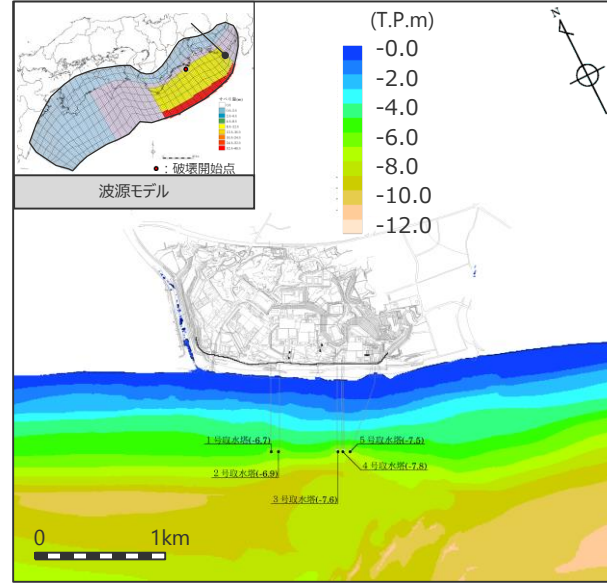 ● : 破壊開始点
波源モデル
(T.P.m)
-0.0
-2.0
-4.0
-6.0
-8.0
-10.0
-12.0
N
1号取水塔(-6.7)
2号取水塔(-6.9)
3号取水塔(-7.6)
4号取水塔(-7.8)
5号取水塔(-7.5)
0 1km